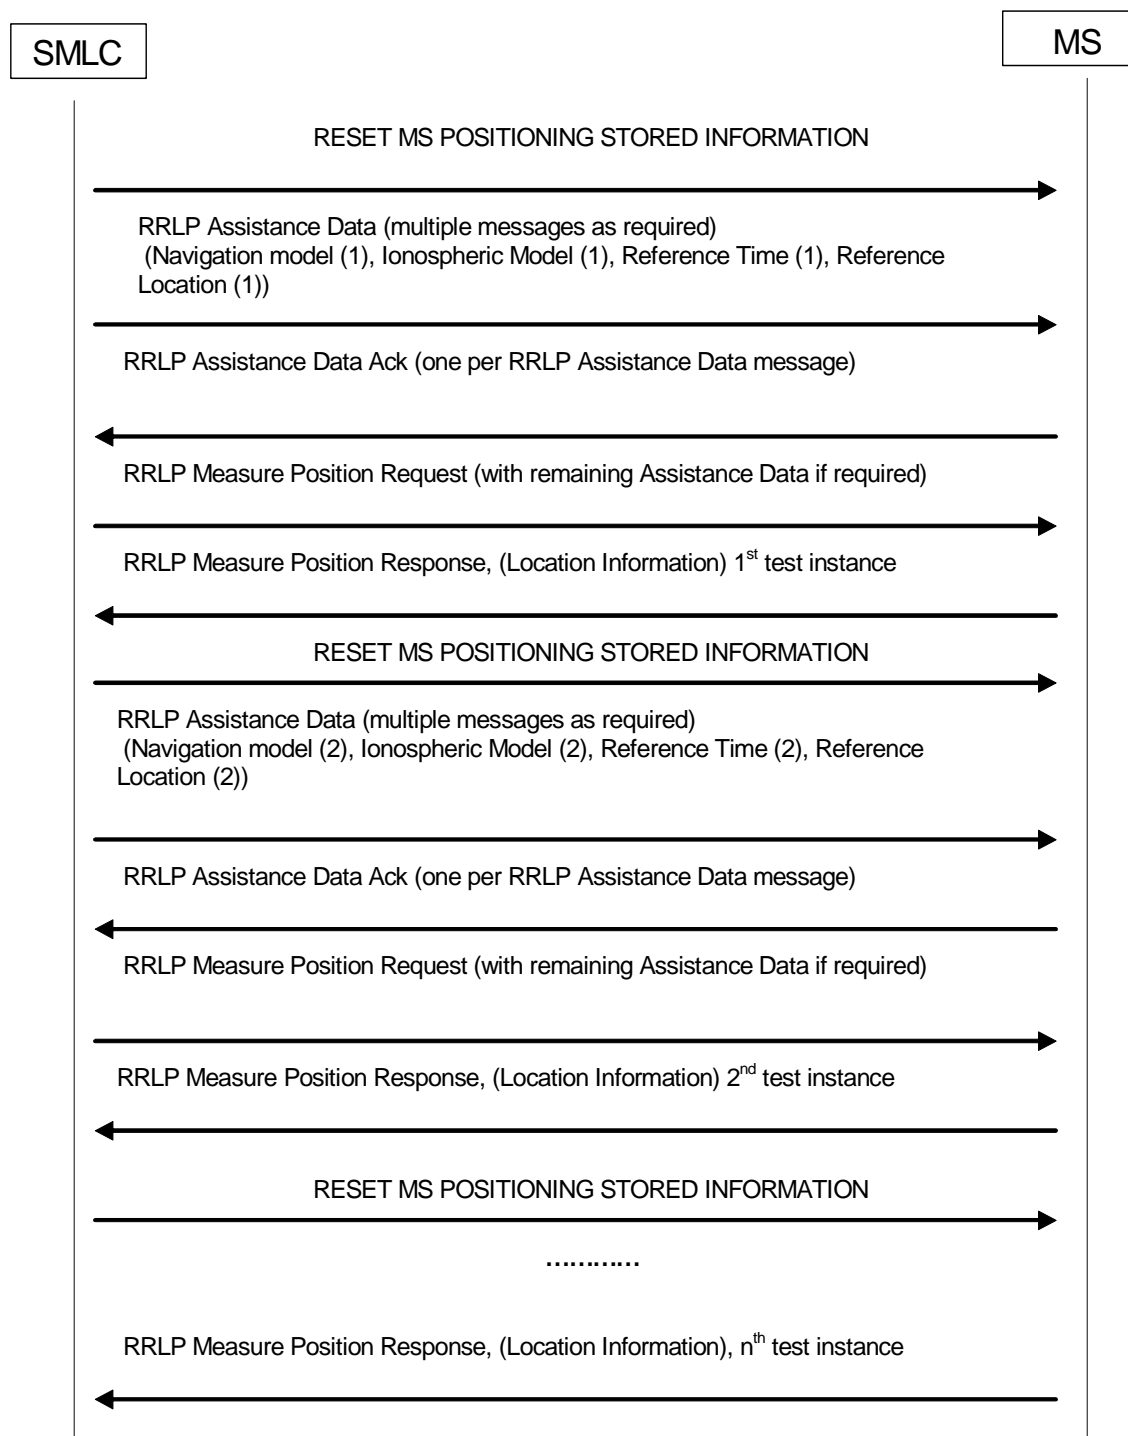 SMLC
MS
RESET MS POSITIONING STORED INFORMATION
RRLP Assistance Data (multiple messages as required)
(Navigation model (1), Ionospheric Model (1), Reference Time (1), Reference
Location (1))
RRLP Assistance Data Ack (one per RRLP Assistance Data message)
RRLP Measure Position Request (with remaining Assistance Data if required)
RRLP Measure Position Response, (Location Information) 1st test instance
RESET MS POSITIONING STORED INFORMATION
RRLP Assistance Data (multiple messages as required)
(Navigation model (2), Ionospheric Model (2), Reference Time (2), Reference
Location (2))
RRLP Assistance Data Ack (one per RRLP Assistance Data message)
RRLP Measure Position Request (with remaining Assistance Data if required)
RRLP Measure Position Response, (Location Information) 2nd test instance
RESET MS POSITIONING STORED INFORMATION
…………
RRLP Measure Position Response, (Location Information), nth test instance